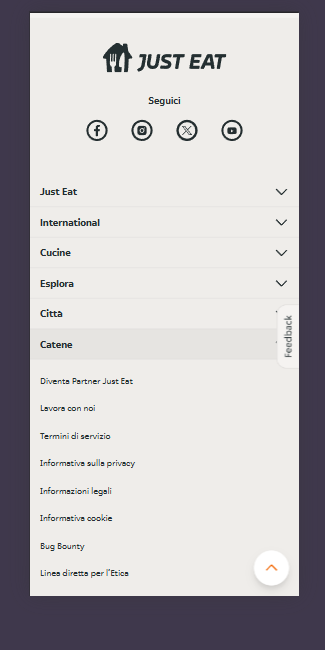 JUST EAT
Seguici
Just Eat
International
Cucine
Esplora
Città
Catene
Feedback
Diventa Partner Just Eat
Lavora con noi
Termini di servizio
Informativa sulla privacy
Informazioni legali
Informativa cookie
Bug Bounty
Linea diretta per l'Etica